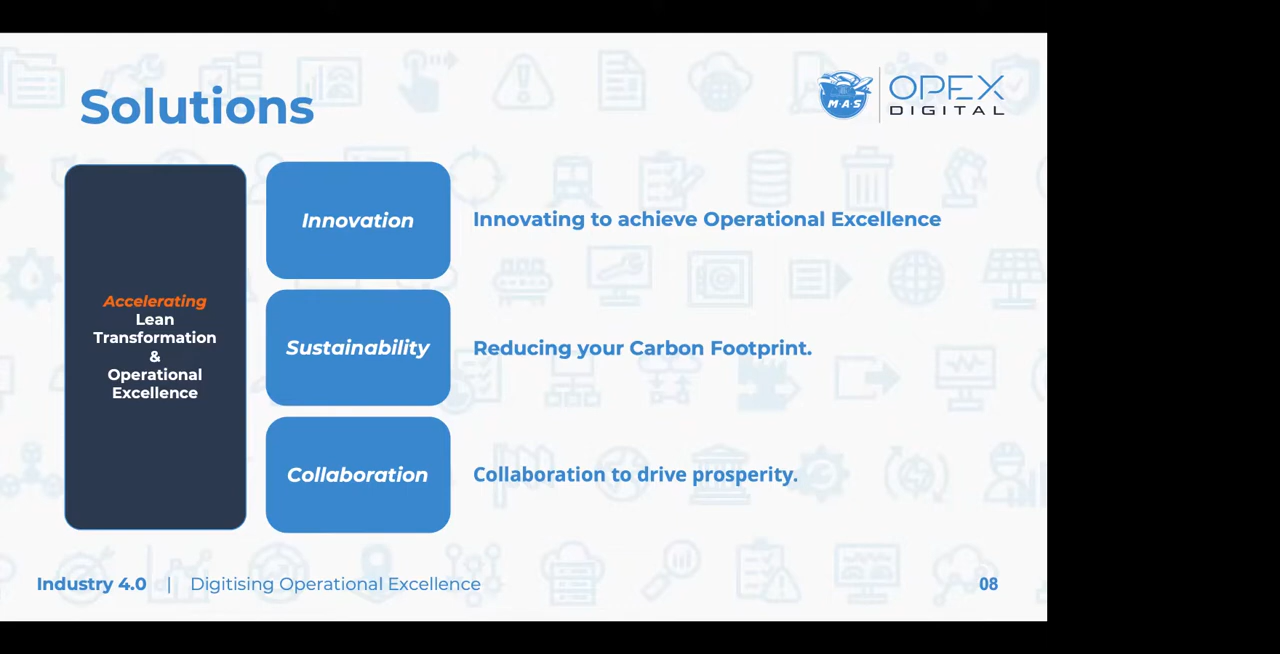 Solutions
M·A·S
OPEX
DIGITAL
Accelerating
Lean
Transformation
&
Operational
Excellence
Innovation
Innovating to achieve Operational Excellence
Sustainability
Reducing your Carbon Footprint.
Collaboration
Collaboration to drive prosperity.
Industry 4.0 | Digitising Operational Excellence
08